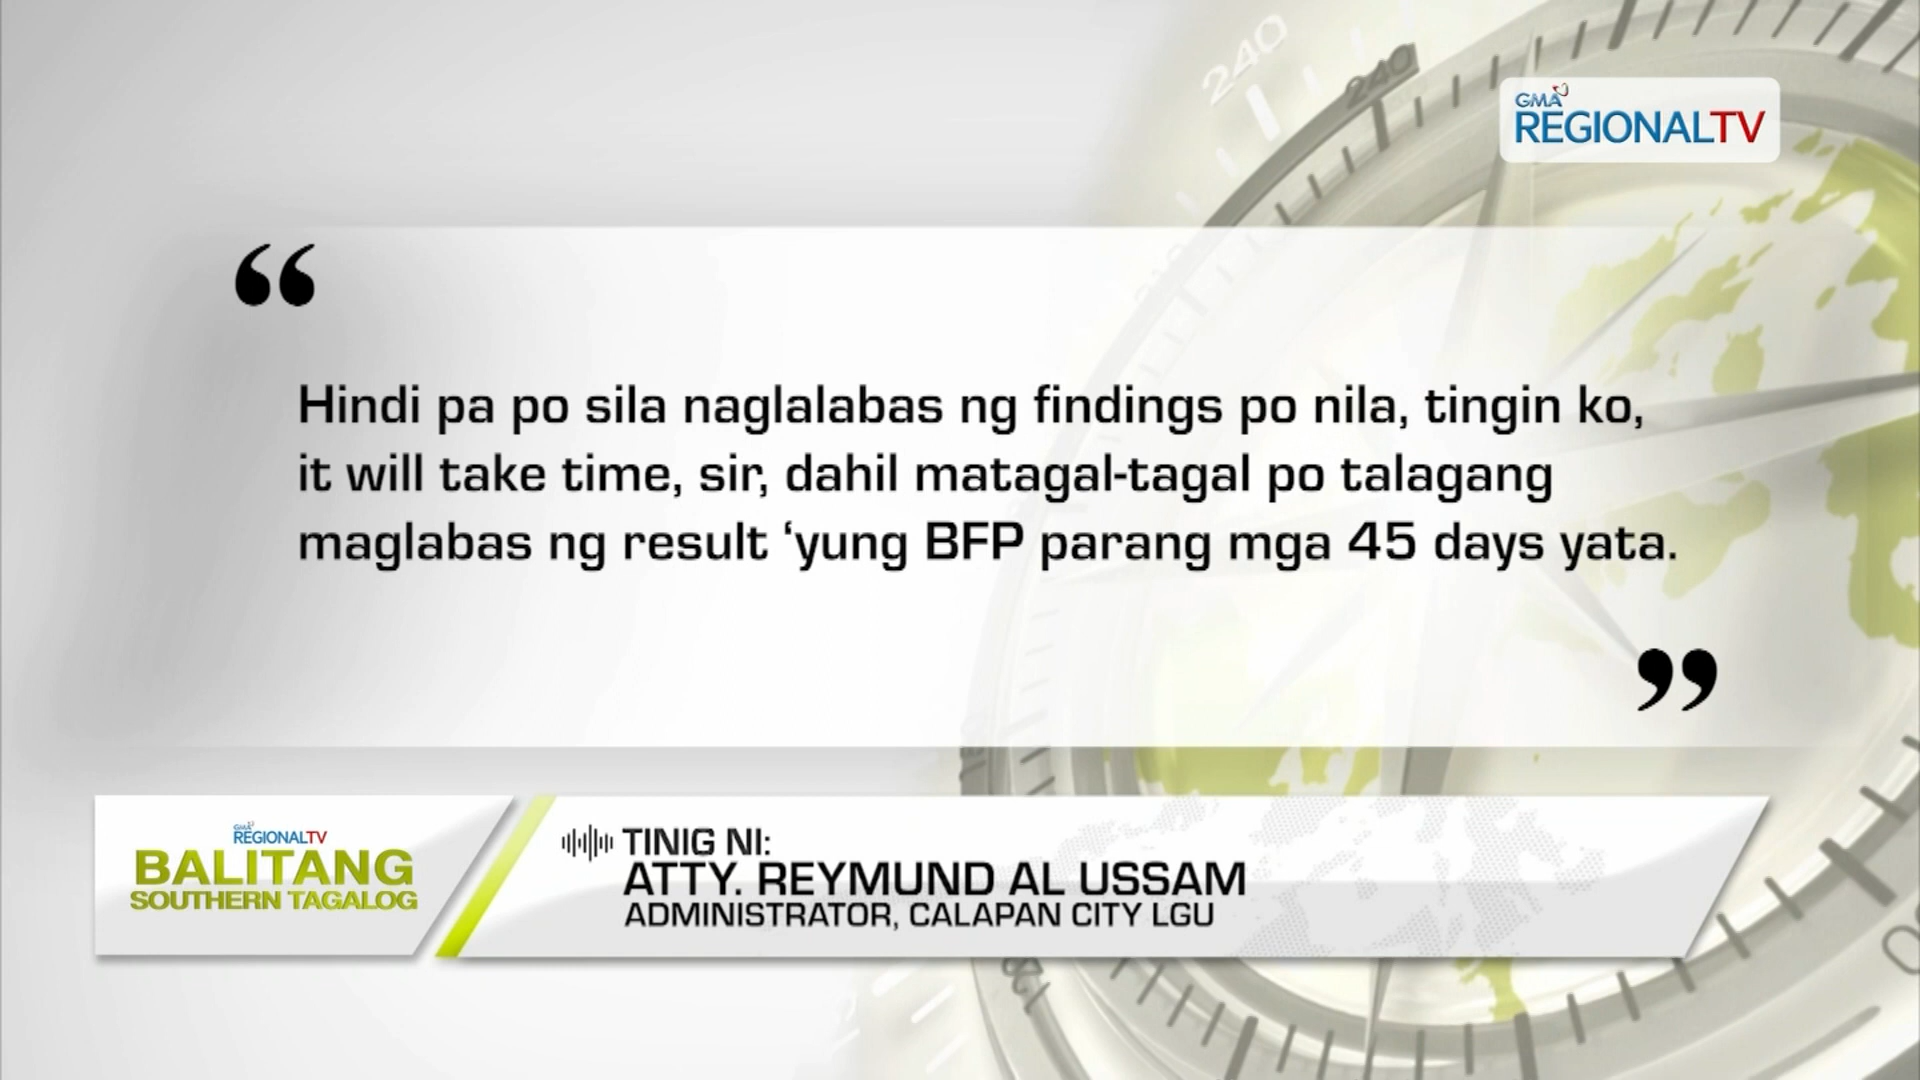 240
240
GMA
REGIONALTV
“
Hindi pa po sila naglalabas ng findings po nila, tingin ko,
it will take time, sir, dahil matagal-tagal po talagang
maglabas ng result ‘yung BFP parang mga 45 days yata.
”
GMA
REGIONALTV
BALITANG
SOUTHERN TAGALOG
TINIG NI:
ATTY. REYMUND AL USSAM
ADMINISTRATOR, CALAPAN CITY LGU